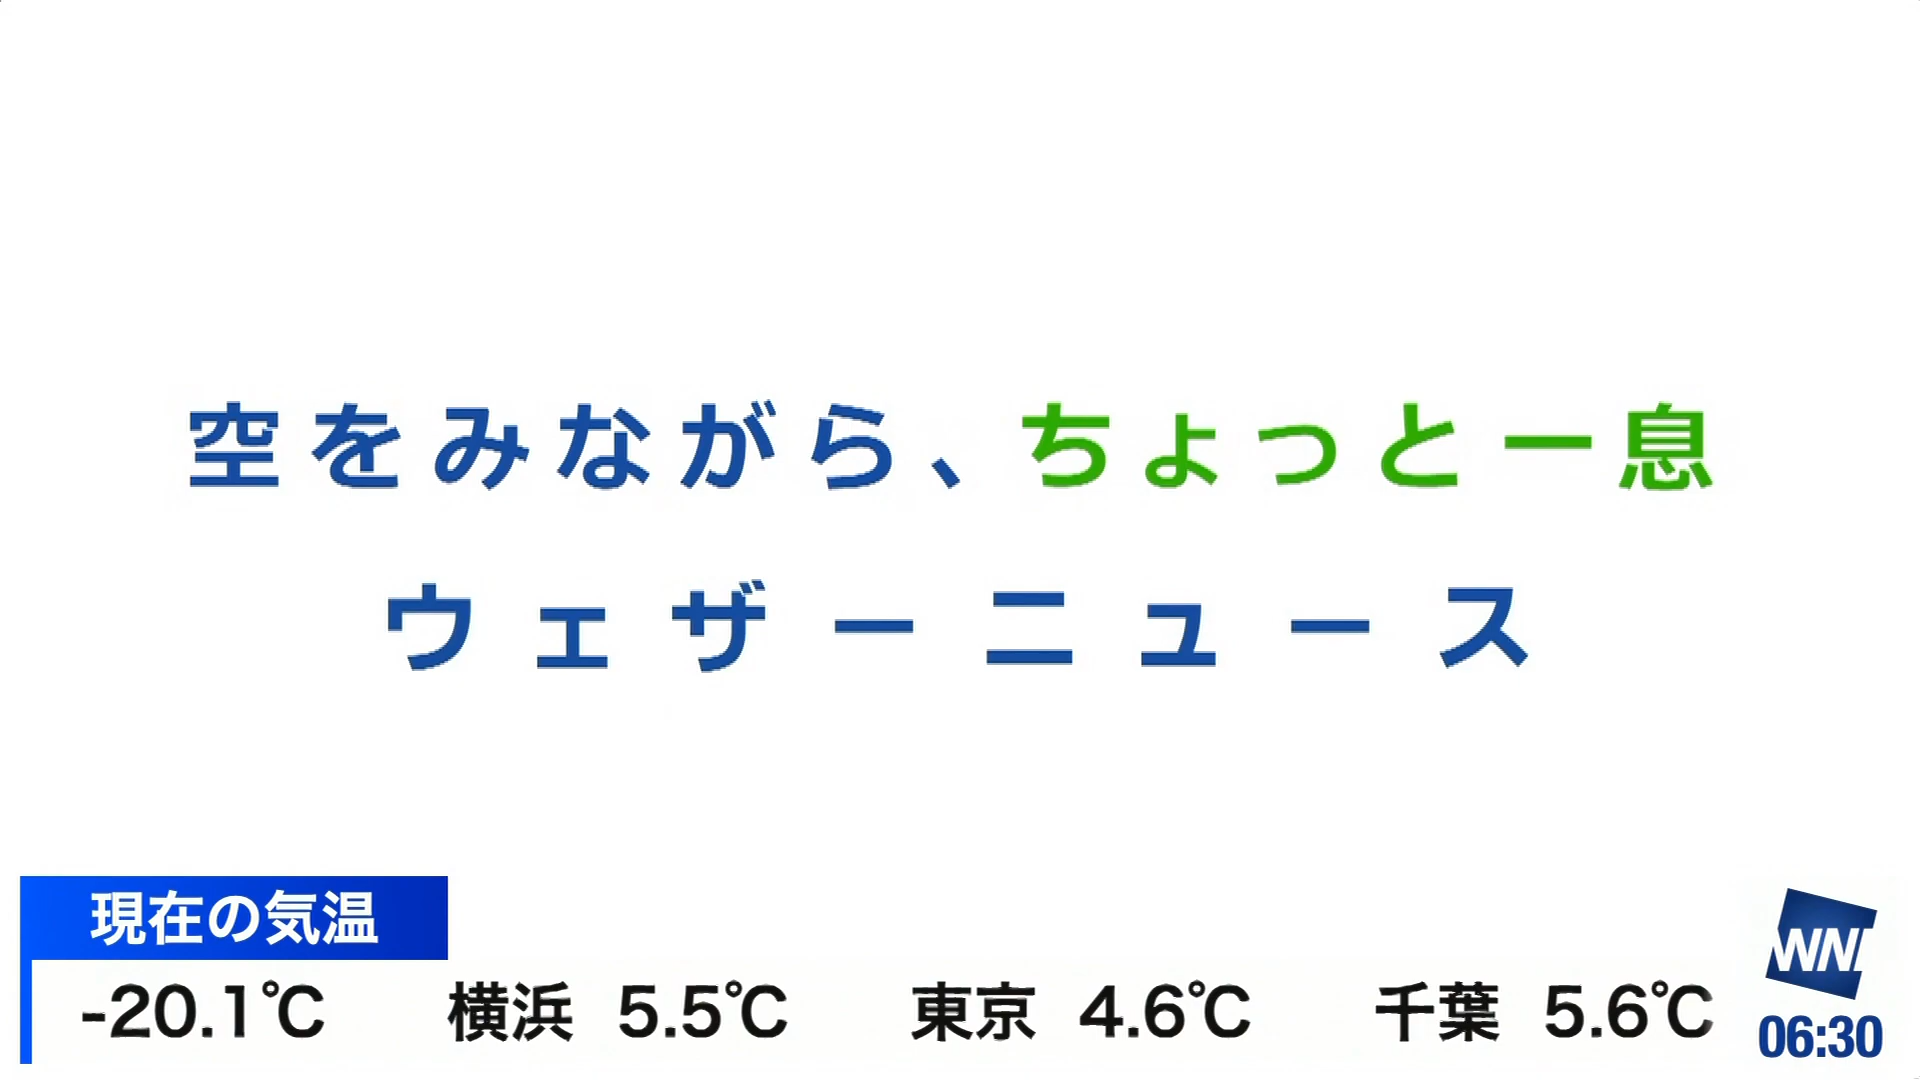 空をみながら、ちょっと一息
ウェザーニュース
現在の気温
-20.1℃ 横浜 5.5℃ 東京 4.6℃ 千葉 5.6℃
WNI
06:30